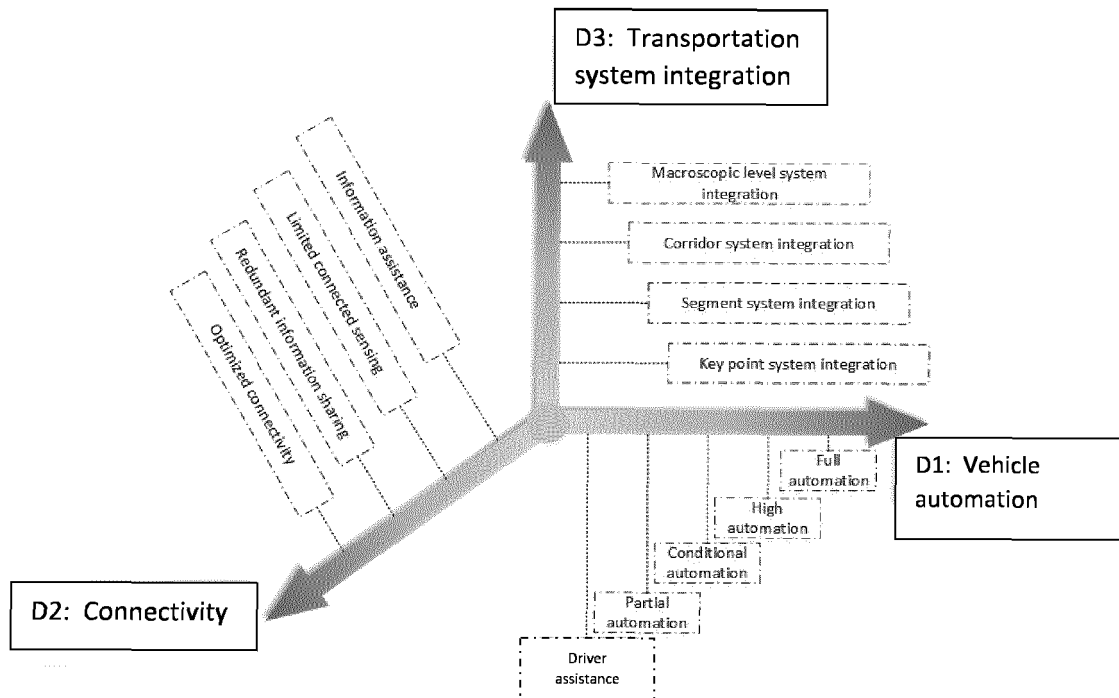 D3: Transportation
system integration
Macroscopic level system
integration
Corridor system integration
Segment system integration
Key point system integration
Information assistance
Limited connected sensing
Redundant information sharing
Optimized connectivity
D1: Vehicle
automation
Full
automation
High
automation
Conditional
automation
Partial
automation
Driver
assistance
D2: Connectivity